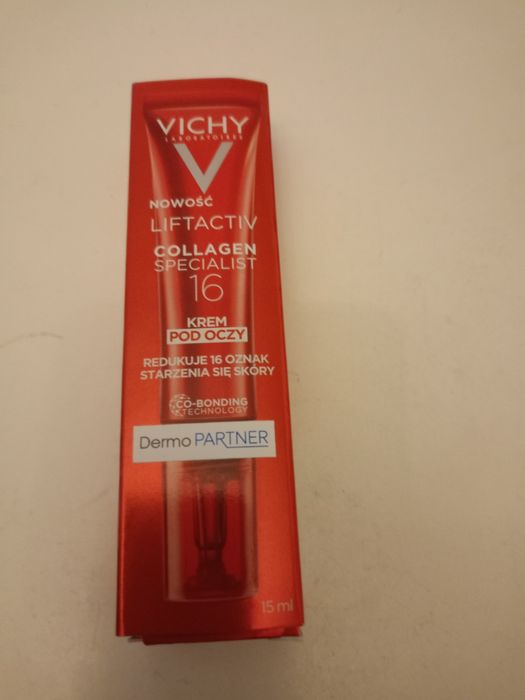 VICHY
LABORATOIRES
NOWOŚĆ
LIFTACTIV
COLLAGEN
SPECIALIST
16
KREM
POD OCZY
REDUKUJE 16 OZNAK
STARZENIA SIĘ SKÓRY
CO-BONDING
TECHNOLOGY
Dermo PARTNER
15 ml